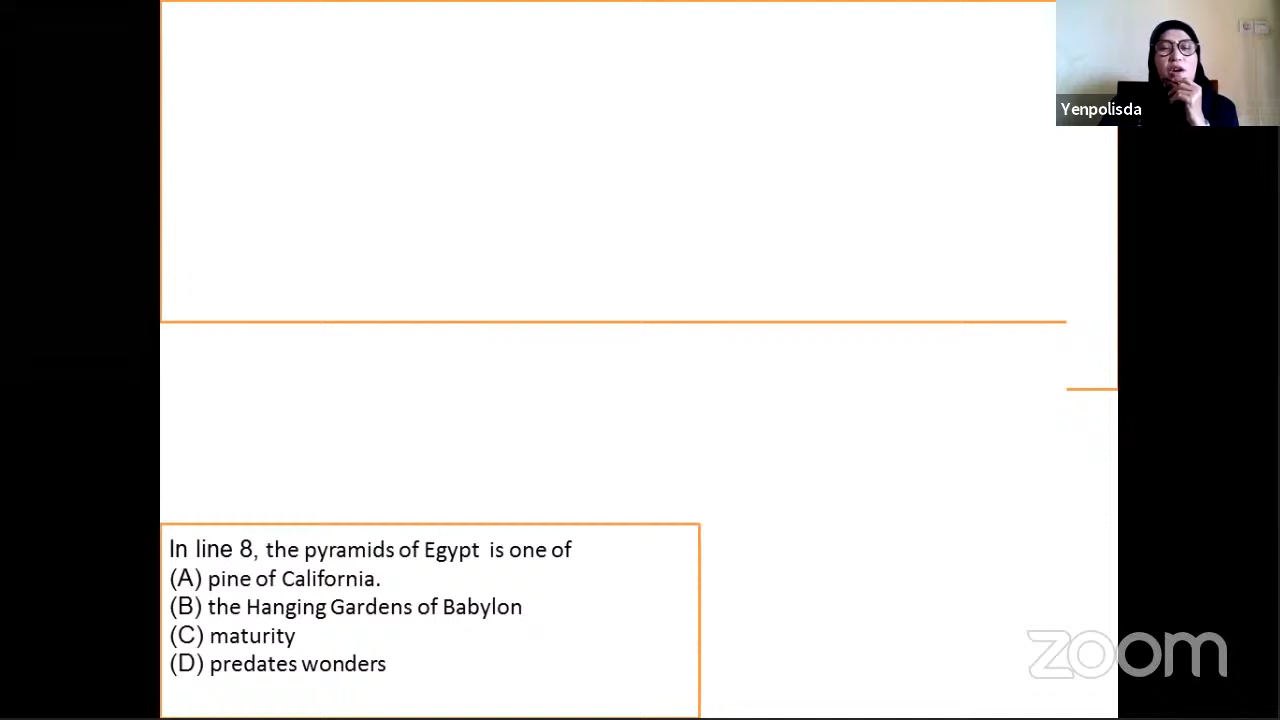 Yenpolisda
In line 8, the pyramids of Egypt is one of
(A) pine of California.
(B) the Hanging Gardens of Babylon
(C) maturity
(D) predates wonders
zoom